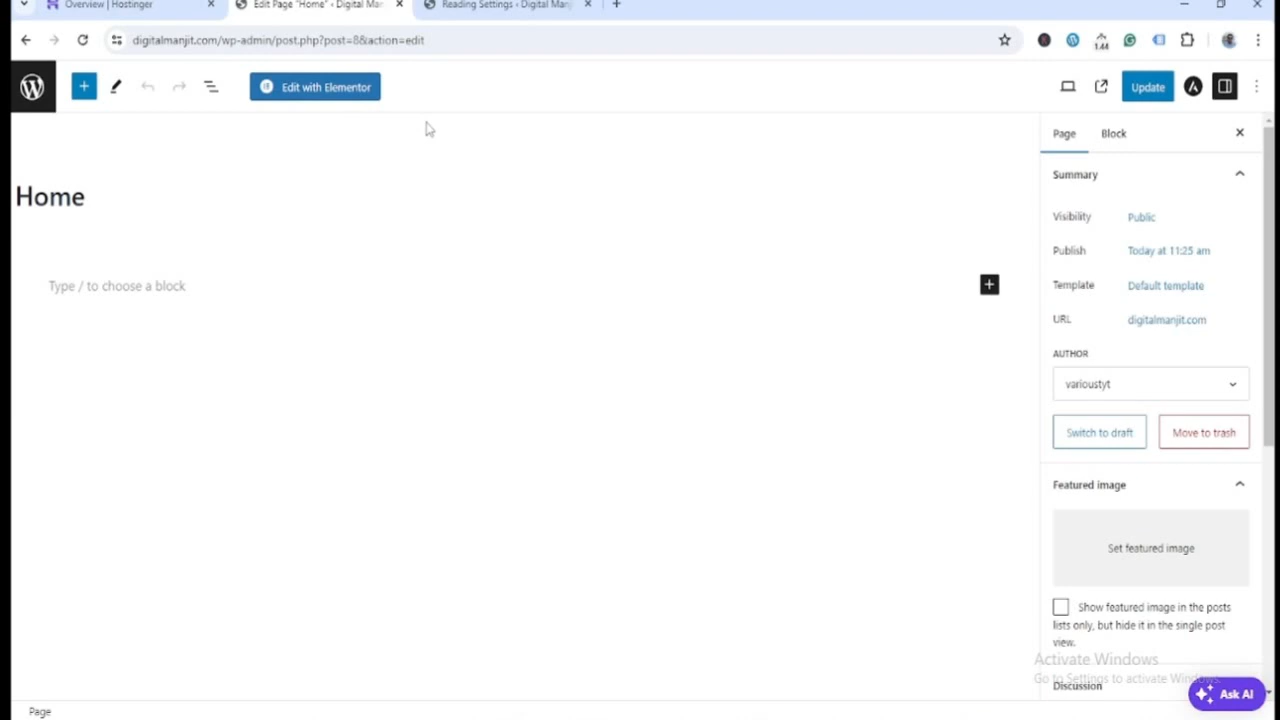 Overview | Hostinger
Edit Page "Home" ‹ Digital Man
Reading Settings ‹ Digital Manji
digitalmanjit.com/wp-admin/post.php?post=8&action=edit
1.44
Edit with Elementor
Update
Page
Block
Summary
Home
Visibility
Public
Publish
Today at 11:25 am
Type / to choose a block
Template
Default template
URL
digitalmanjit.com
AUTHOR
varioustyt
Switch to draft
Move to trash
Featured image
Set featured image
Show featured image in the posts
lists only, but hide it in the single post
view.
Activate Windows
Go to Settings to activate Windows.
Discussion
Ask AI
Page